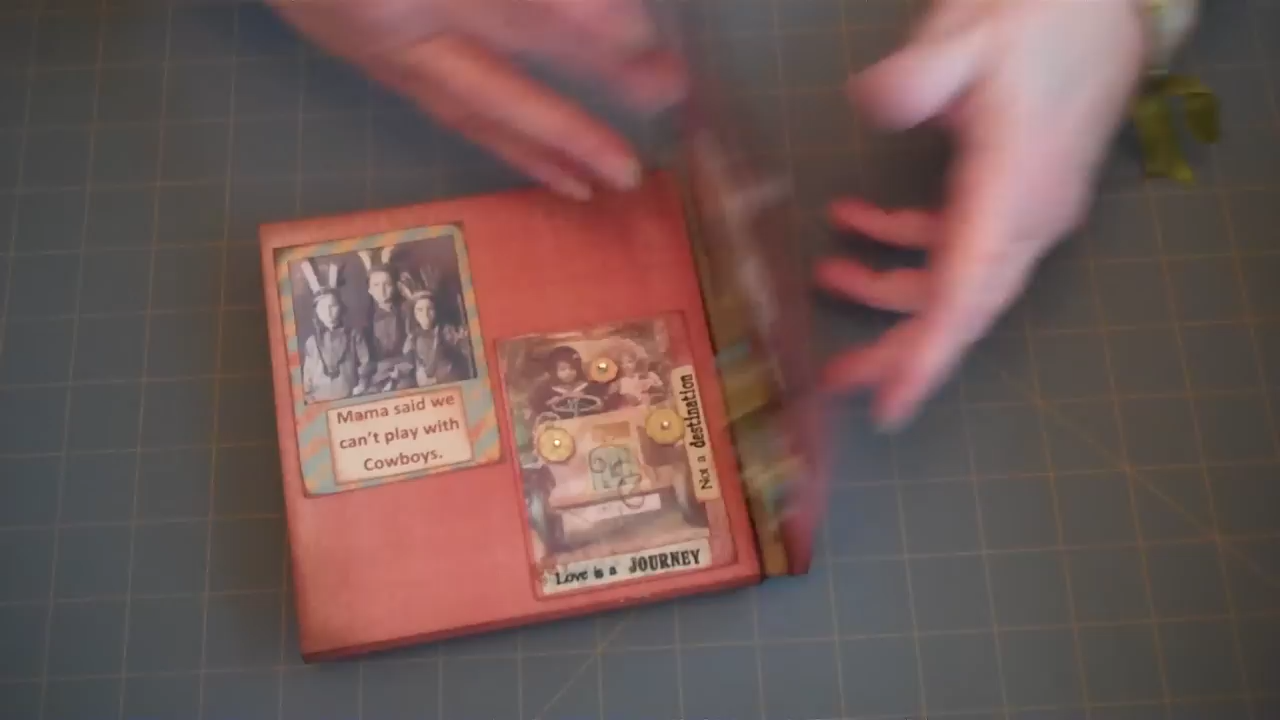 Mama said we
can't play with
Cowboys.
Love is a JOURNEY
Not a destination